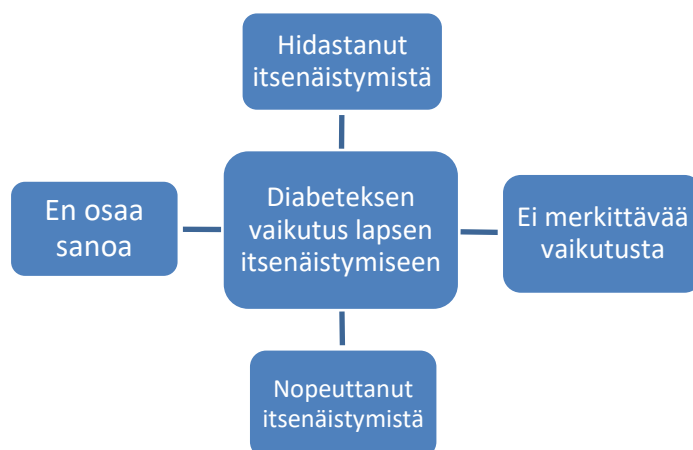 Hidastanut
itsenäistymistä
En osaa
sanoa
Diabeteksen
vaikutus lapsen
itsenäistymiseen
Ei merkittävää
vaikutusta
Nopeuttanut
itsenäistymistä